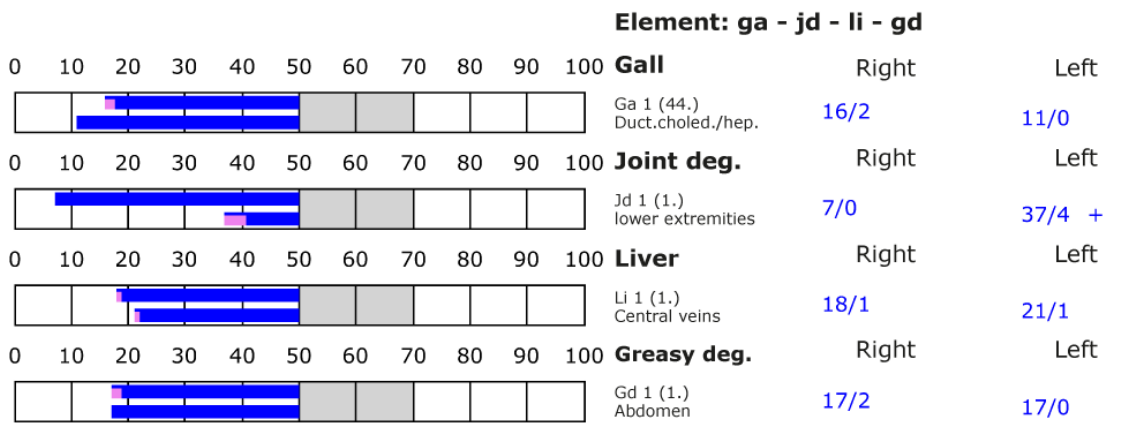 Element: ga - jd - li - gd
0 10 20 30 40 50 60 70 80 90 100 Gall Right Left
Ga 1 (44.)
Duct.choled./hep.
16/2 11/0
0 10 20 30 40 50 60 70 80 90 100 Joint deg. Right Left
Jd 1 (1.)
lower extremities
7/0 37/4 +
0 10 20 30 40 50 60 70 80 90 100 Liver Right Left
Li 1 (1.)
Central veins
18/1 21/1
0 10 20 30 40 50 60 70 80 90 100 Greasy deg. Right Left
Gd 1 (1.)
Abdomen
17/2 17/0